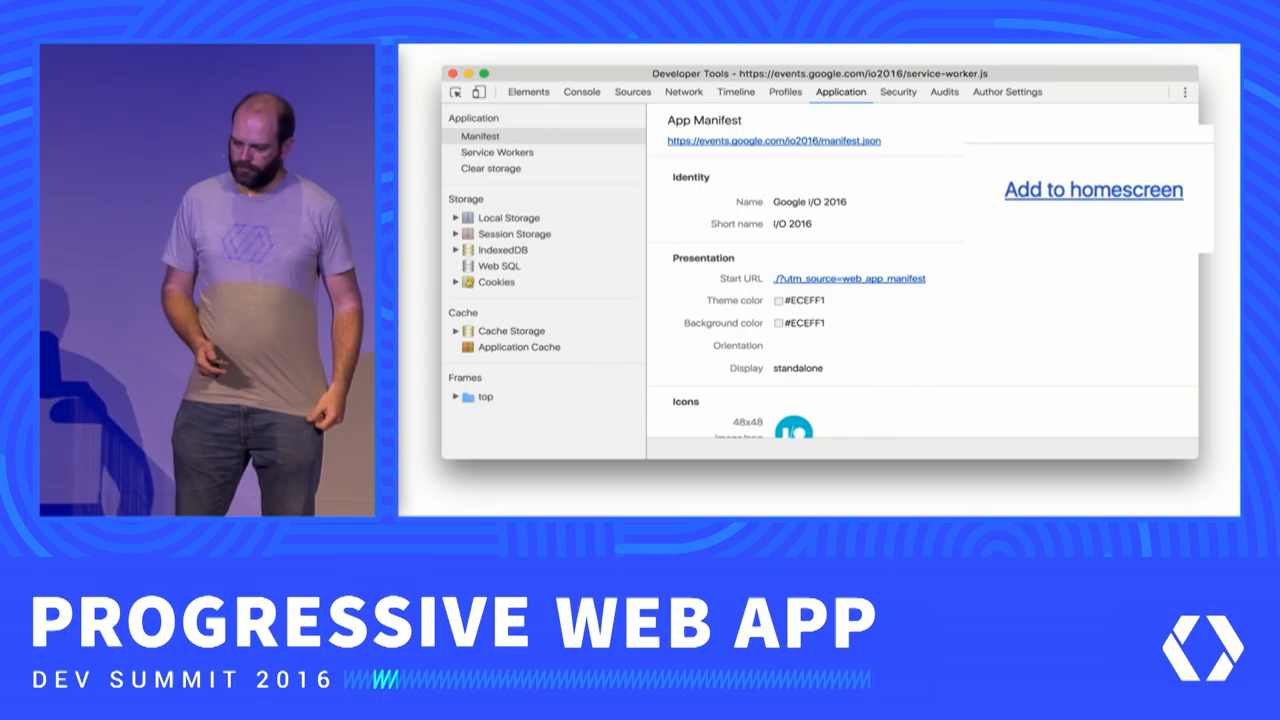 Developer Tools - https://events.google.com/io2016/service-worker.js
Elements Console Sources Network Timeline Profiles Application Security Audits Author Settings
Application
Manifest
Service Workers
Clear storage
Storage
Local Storage
Session Storage
IndexedDB
Web SQL
Cookies
Cache
Cache Storage
Application Cache
Frames
top
App Manifest
https://events.google.com/io2016/manifest.json
Add to homescreen
Identity
Name Google I/O 2016
Short name I/O 2016
Presentation
Start URL ./?utm_source=web_app_manifest
Theme color #ECEFF1
Background color #ECEFF1
Orientation
Display standalone
Icons
48x48
I/O
PROGRESSIVE WEB APP
DEV SUMMIT 2016